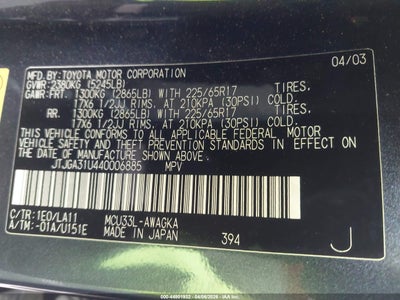 04/03
MFD. BY: TOYOTA MOTOR CORPORATION
GVWR: 2380KG (5245LB)
GAWR: FRT. 1300KG (2865LB) WITH 225/65R17 TIRES,
17X6 1/2JJ RIMS, AT 210KPA (30PSI) COLD.
RR. 1300KG (2865LB) WITH 225/65R17 TIRES,
17X6 1/2JJ RIMS, AT 210KPA (30PSI) COLD.
THIS VEHICLE CONFORMS TO ALL APPLICABLE FEDERAL MOTOR
VEHICLE SAFETY AND THEFT PREVENTION STANDARDS IN EFFECT
ON THE DATE OF MANUFACTURE SHOWN ABOVE.
JTJGA31U440006885 MPV
C/TR: 1E0/LA11 MCU33L-AWAGKA
A/TM: -01A/U151E MADE IN JAPAN 394 J